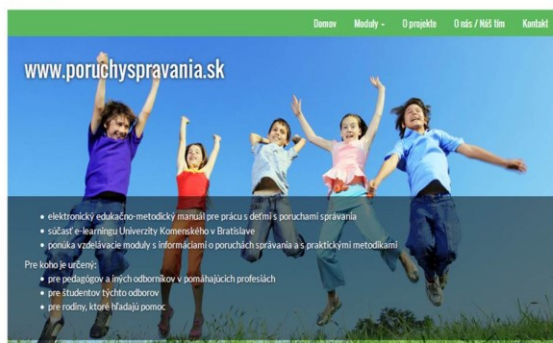 Domov Moduly O projekte O nás / Náš tím Kontakt
www.poruchyspravania.sk
• elektronický edukačno-metodický manuál pre prácu s deťmi s poruchami správania
• súčasť e-learningu Univerzity Komenského v Bratislave
• ponúka vzdelávacie moduly s informáciami o poruchách správania a s praktickými metodikami
Pre koho je určený:
• pre pedagógov a iných odborníkov v pomáhajúcich profesiách
• pre študentov týchto odborov
• pre rodiny, ktoré hľadajú pomoc